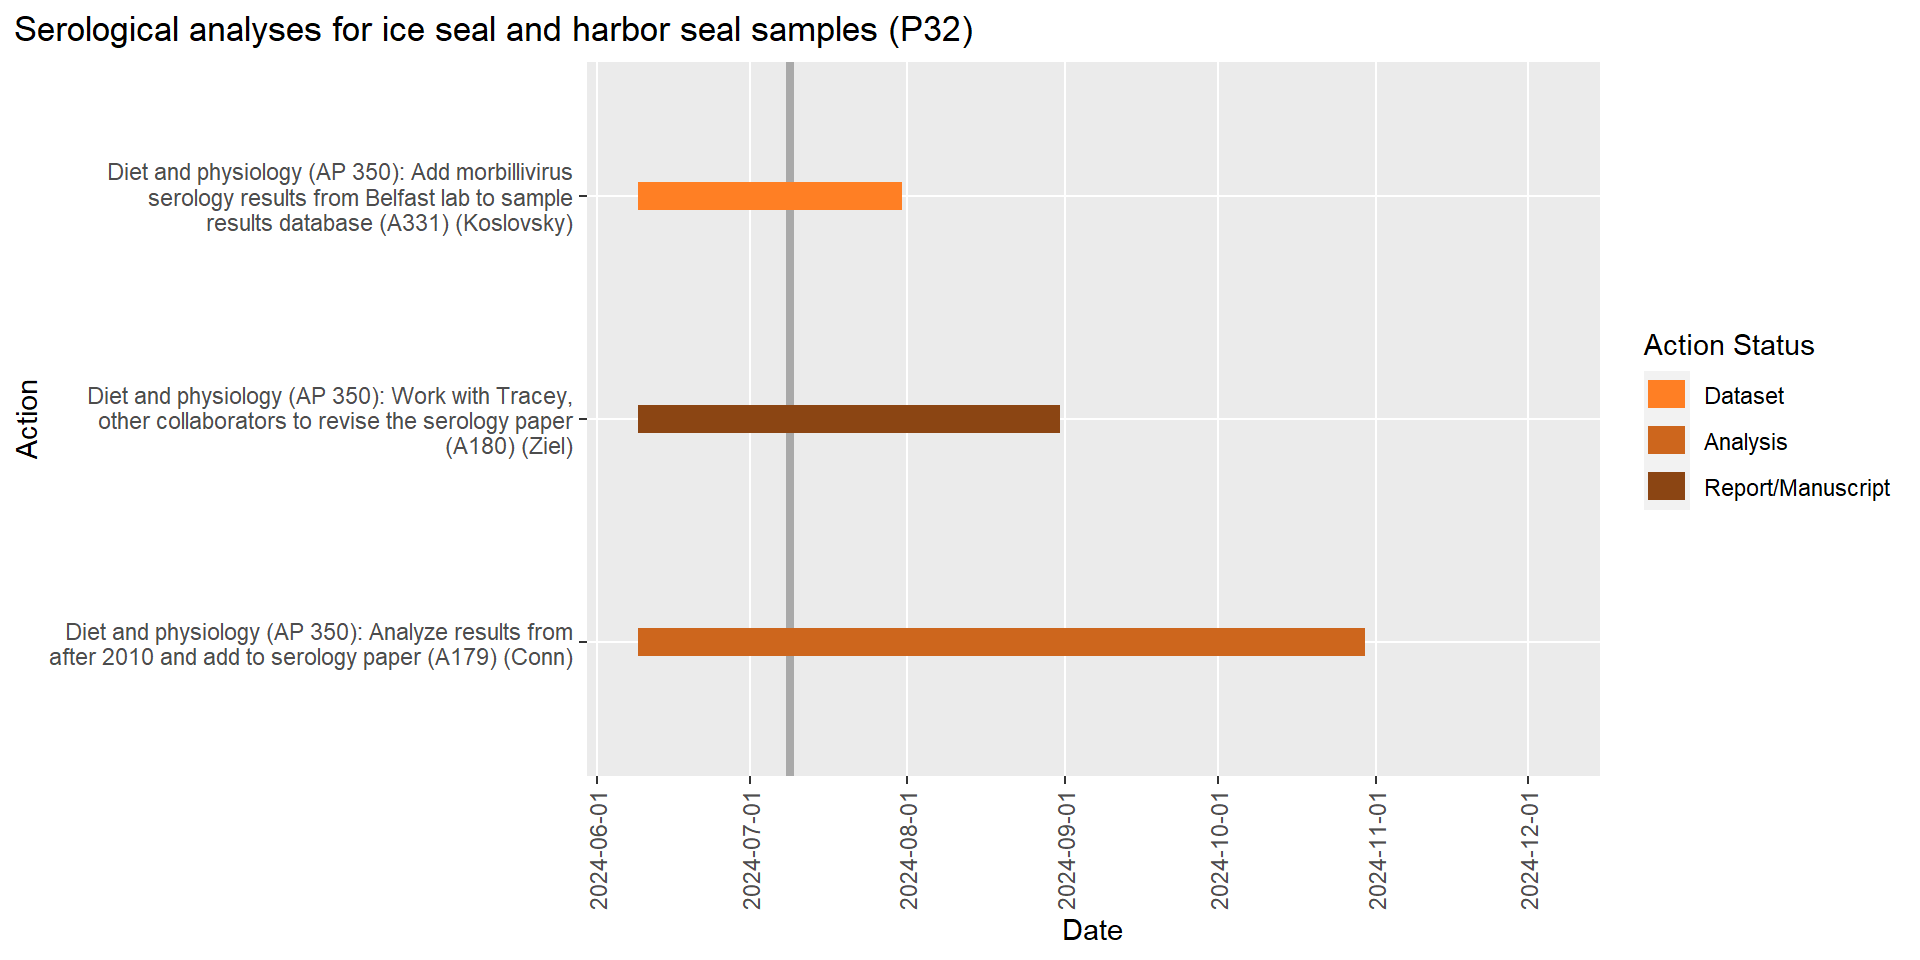 Serological analyses for ice seal and harbor seal samples (P32)
Diet and physiology (AP 350): Add morbillivirus
serology results from Belfast lab to sample
results database (A331) (Koslovsky)
Diet and physiology (AP 350): Work with Tracey,
other collaborators to revise the serology paper
(A180) (Ziel)
Diet and physiology (AP 350): Analyze results from
after 2010 and add to serology paper (A179) (Conn)
Action
2024-06-01
2024-07-01
2024-08-01
2024-09-01
2024-10-01
2024-11-01
2024-12-01
Date
Action Status
Dataset
Analysis
Report/Manuscript